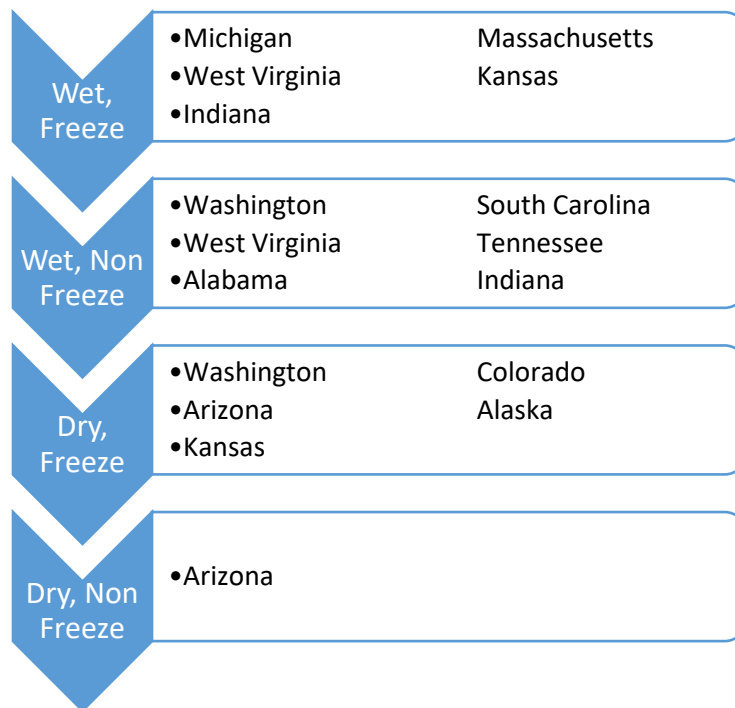 Wet,
Freeze
•Michigan Massachusetts
•West Virginia Kansas
•Indiana
Wet, Non
Freeze
•Washington South Carolina
•West Virginia Tennessee
•Alabama Indiana
Dry,
Freeze
•Washington Colorado
•Arizona Alaska
•Kansas
Dry, Non
Freeze
•Arizona